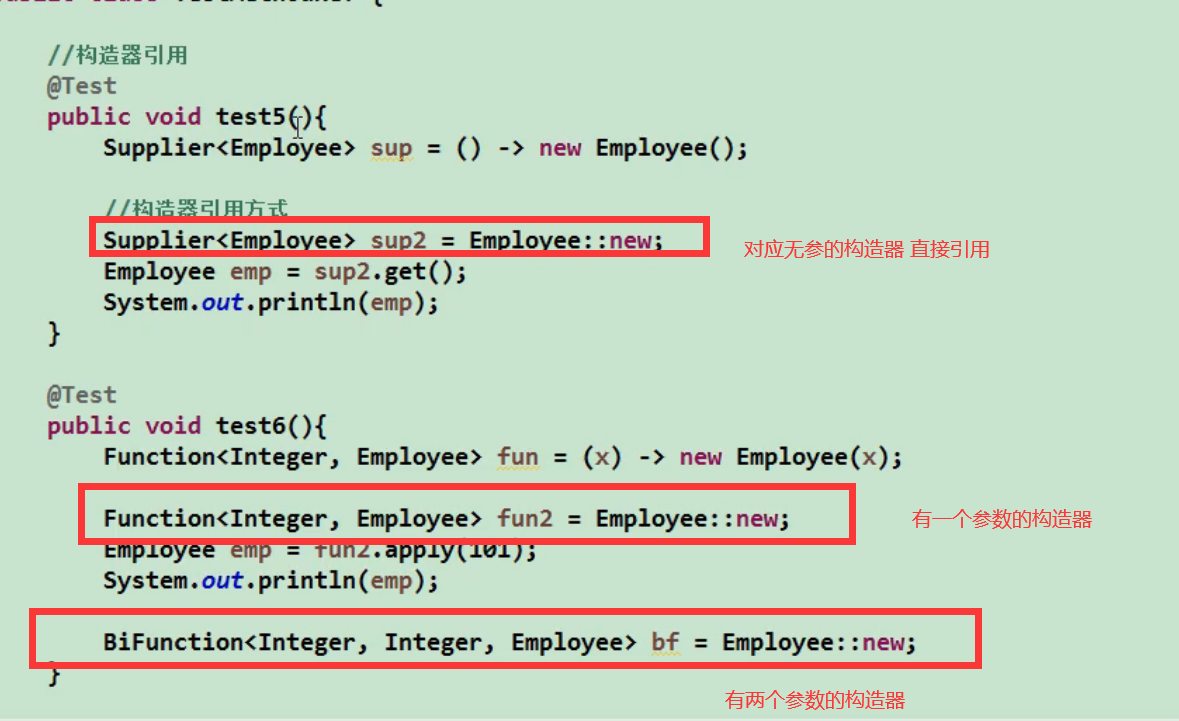 //构造器引用
@Test
public void test5(){
Supplier<Employee> sup = () -> new Employee();
//构造器引用方式
Supplier<Employee> sup2 = Employee::new;
对应无参的构造器 直接引用
Employee emp = sup2.get();
System.out.println(emp);
}
@Test
public void test6(){
Function<Integer, Employee> fun = (x) -> new Employee(x);
Function<Integer, Employee> fun2 = Employee::new;
有一个参数的构造器
Employee emp = fun2.apply(101);
System.out.println(emp);
BiFunction<Integer, Integer, Employee> bf = Employee::new;
}
有两个参数的构造器